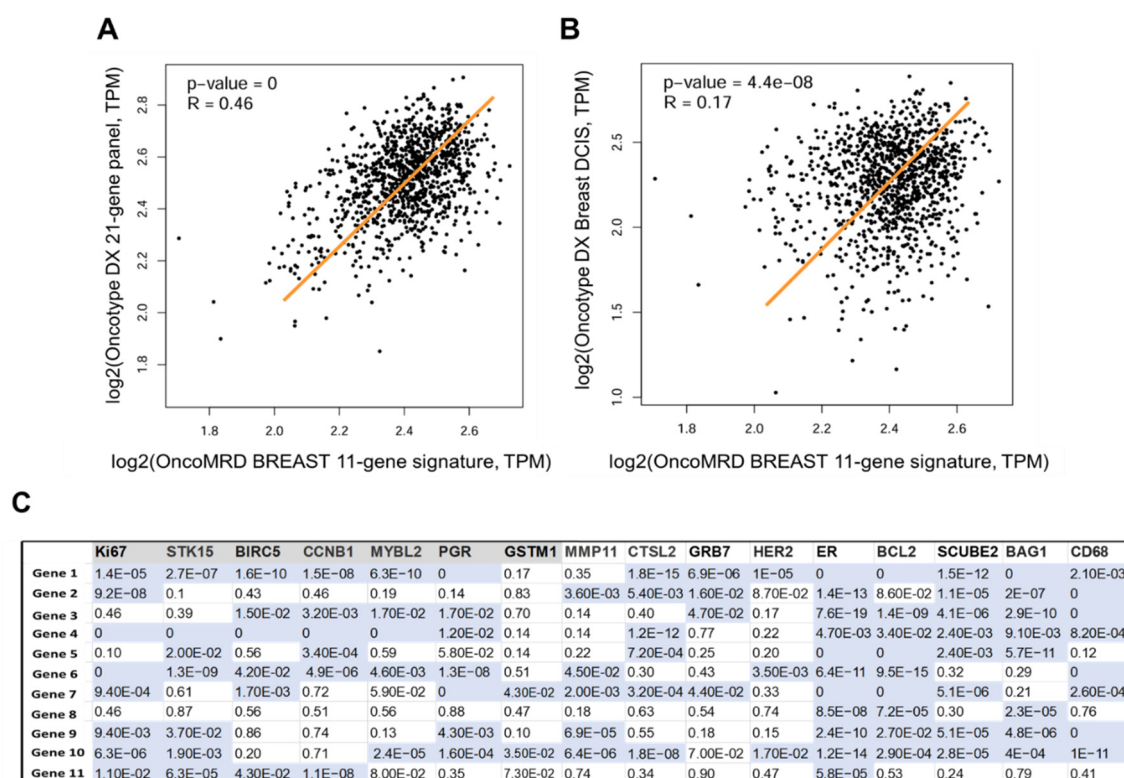 A
p-value = 0
R = 0.46
log2(Oncotype DX 21-gene panel, TPM)
2.8
2.6
2.4
2.2
2.0
1.8
1.8 2.0 2.2 2.4 2.6
log2(OncoMRD BREAST 11-gene signature, TPM)
B
p-value = 4.4e-08
R = 0.17
log2(Oncotype DX Breast DCIS, TPM)
2.5
2.0
1.5
1.0
1.8 2.0 2.2 2.4 2.6
log2(OncoMRD BREAST 11-gene signature, TPM)
C
Ki67 STK15 BIRC5 CCNB1 MYBL2 PGR GSTM1 MMP11 CTSL2 GRB7 HER2 ER BCL2 SCUBE2 BAG1 CD68
Gene 1 1.4E-05 2.7E-07 1.6E-10 1.5E-08 6.3E-10 0 0.17 0.35 1.8E-15 6.9E-06 1E-05 0 0 1.5E-12 0 2.10E-03
Gene 2 9.2E-08 0.1 0.43 0.46 0.19 0.14 0.83 3.60E-03 5.40E-03 1.60E-02 8.70E-02 1.4E-13 8.60E-02 1.1E-05 2E-07 0
Gene 3 0.46 0.39 1.50E-02 3.20E-03 1.70E-02 1.70E-02 0.70 0.14 0.40 4.70E-02 0.17 7.6E-19 1.4E-09 4.1E-06 2.9E-10 0
Gene 4 0 0 0 0 0 1.20E-02 0.14 0.14 1.2E-12 0.77 0.22 4.70E-03 3.40E-02 2.40E-03 9.10E-03 8.20E-04
Gene 5 0.10 2.00E-02 0.56 3.40E-04 0.59 5.80E-02 0.14 0.22 7.20E-04 0.25 0.20 0 0 2.40E-03 5.7E-11 0.12
Gene 6 0 1.3E-09 4.20E-02 4.9E-06 4.60E-03 1.3E-08 0.51 4.50E-02 0.30 0.43 3.50E-03 6.4E-11 9.5E-15 0.32 0.29 0
Gene 7 9.40E-04 0.61 1.70E-03 0.72 5.90E-02 0 4.30E-02 2.00E-03 3.20E-04 4.40E-02 0.33 0 0 5.1E-06 0.21 2.60E-04
Gene 8 0.46 0.87 0.56 0.51 0.56 0.88 0.47 0.18 0.63 0.54 0.74 8.5E-08 7.2E-05 0.30 2.3E-05 0.76
Gene 9 9.40E-03 3.70E-02 0.86 0.74 0.13 4.30E-03 0.10 6.9E-05 0.55 0.18 0.15 2.4E-10 2.70E-02 5.1E-05 4.8E-06 0
Gene 10 6.3E-06 1.90E-03 0.20 0.71 2.4E-05 1.60E-04 3.50E-02 6.4E-06 1.8E-08 7.00E-02 1.70E-02 1.2E-14 2.90E-04 2.8E-05 4E-04 1E-11
Gene 11 1.10E-02 6.3E-05 4.30E-02 1.1E-08 8.00E-02 0.35 7.30E-02 0.74 0.34 0.90 0.47 5.8E-05 0.53 0.24 0.79 0.41